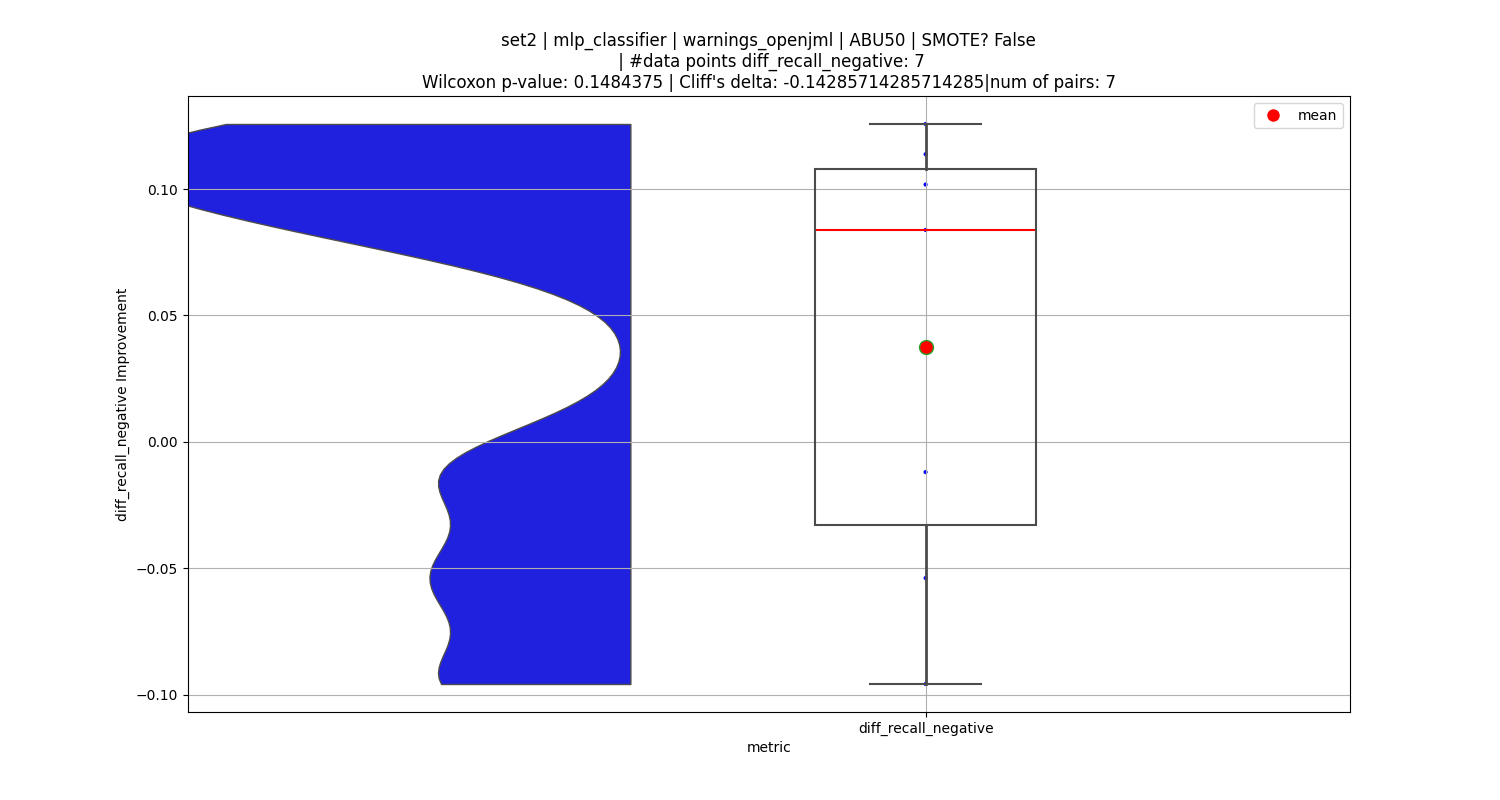 set2 | mlp_classifier | warnings_openjml | ABU50 | SMOTE? False
| #data points diff_recall_negative: 7
Wilcoxon p-value: 0.1484375 | Cliff's delta: -0.14285714285714285|num of pairs: 7
mean
0.10
0.05
0.00
−0.05
−0.10
diff_recall_negative Improvement
diff_recall_negative
metric